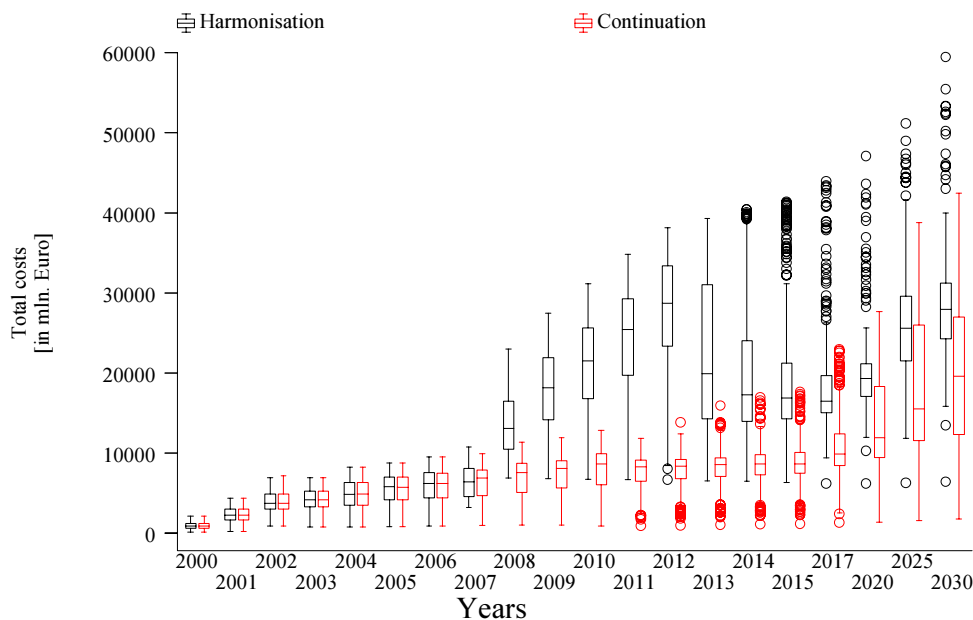 Harmonisation Continuation
60000
50000
40000
30000
20000
10000
0
Total costs
[in mln. Euro]
2000 2002 2004 2006 2008 2010 2012 2014 2017 2025
2001 2003 2005 2007 2009 2011 2013 2015 2020 2030
Years